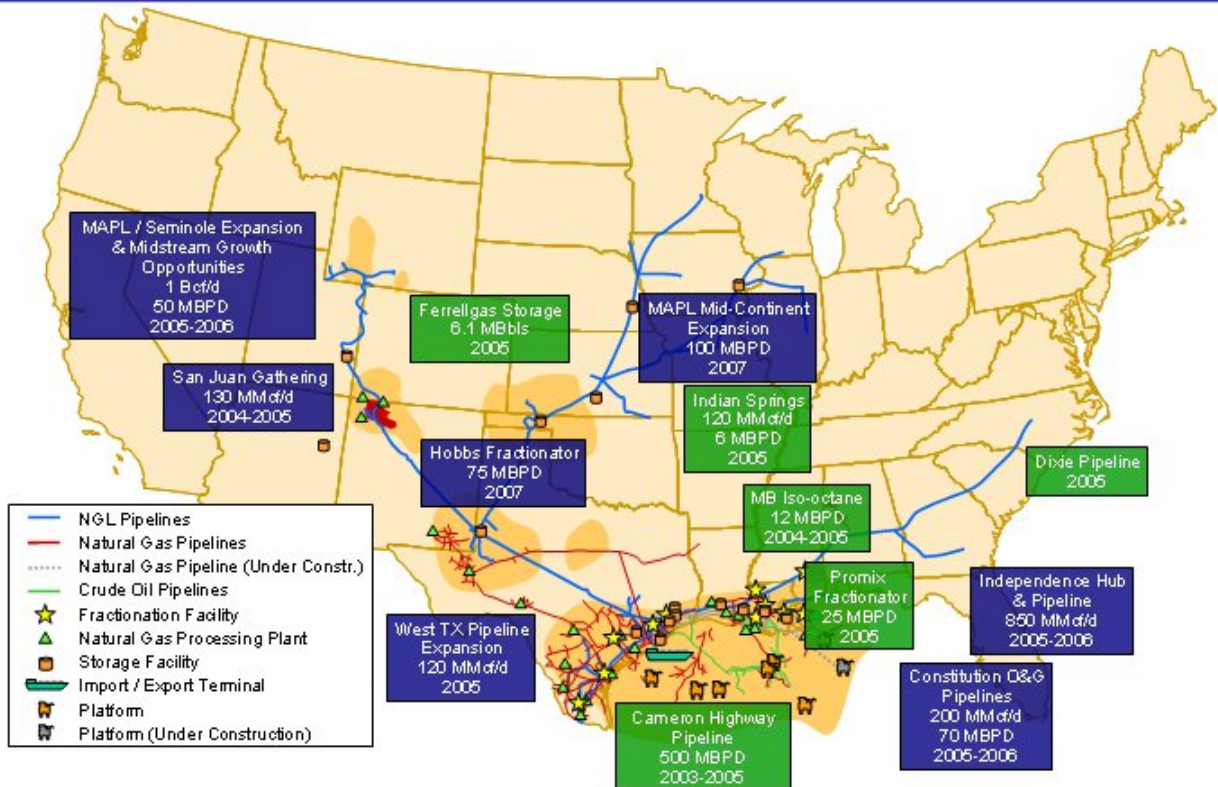 MAPL / Seminole Expansion
& Midstream Growth
Opportunities
1 Bcf/d
50 MBPD
2005-2006
Ferrellgas Storage
6.1 MBbls
2005
MAPL Mid-Continent
Expansion
100 MBPD
2007
San Juan Gathering
130 MMcf/d
2004-2005
Indian Springs
120 MMcf/d
6 MBPD
2005
Hobbs Fractionator
75 MBPD
2007
Dixie Pipeline
2005
MB Iso-octane
12 MBPD
2004-2005
NGL Pipelines
Natural Gas Pipelines
Natural Gas Pipeline (Under Constr.)
Crude Oil Pipelines
Fractionation Facility
Natural Gas Processing Plant
Storage Facility
Import / Export Terminal
Platform
Platform (Under Construction)
Promix
Fractionator
25 MBPD
2005
Independence Hub
& Pipeline
850 MMcf/d
2005-2006
West TX Pipeline
Expansion
120 MMcf/d
2005
Constitution O&G
Pipelines
200 MMcf/d
70 MBPD
2005-2006
Cameron Highway
Pipeline
500 MBPD
2003-2005